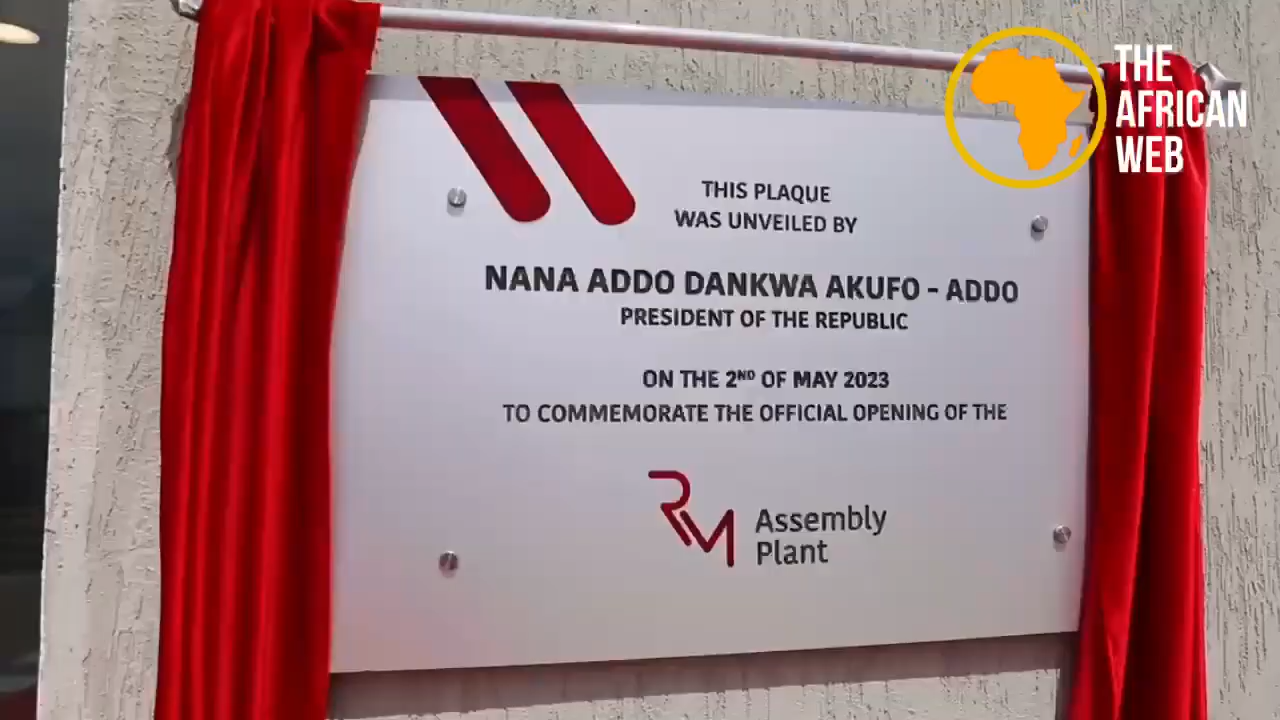 THE
AFRICAN
WEB
THIS PLAQUE
WAS UNVEILED BY
NANA ADDO DANKWA AKUFO - ADDO
PRESIDENT OF THE REPUBLIC
ON THE 2ND OF MAY 2023
TO COMMEMORATE THE OFFICIAL OPENING OF THE
RM Assembly
Plant